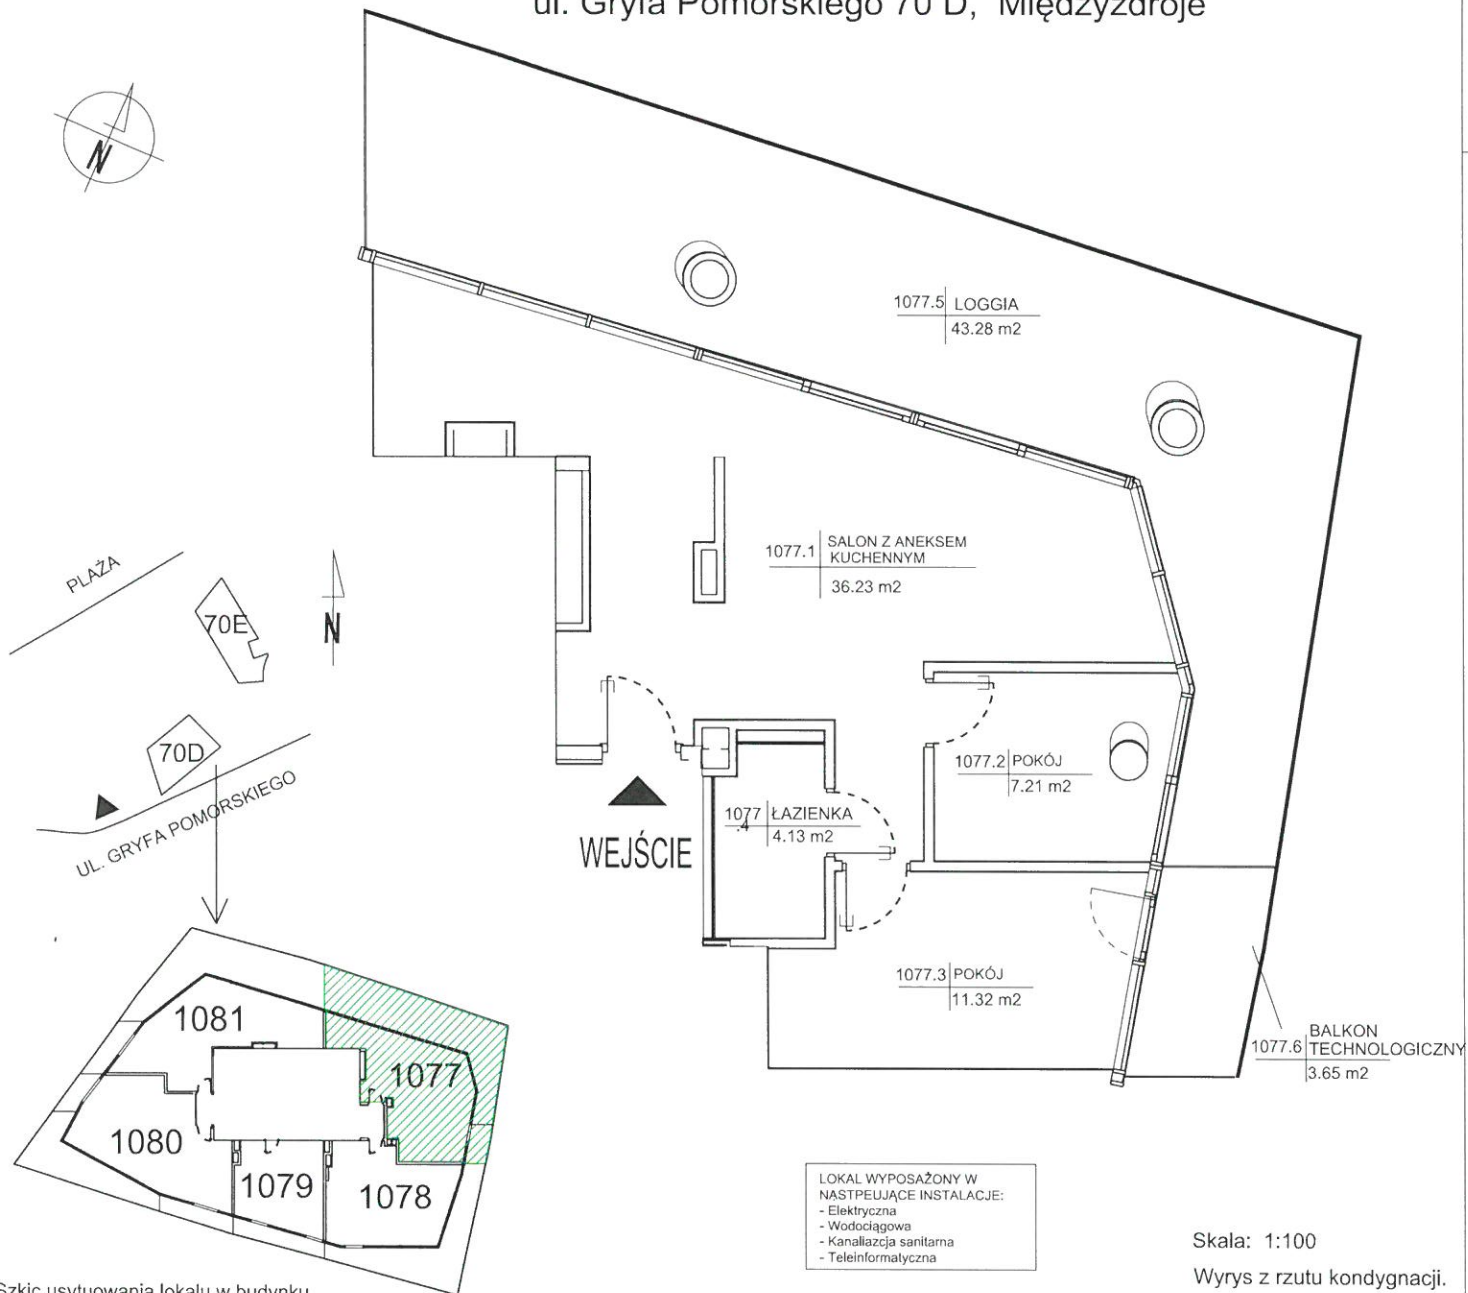 ul. Gryfa Pomorskiego 70 D, Międzyzdroje
N
1077.5 LOGGIA
43.28 m2
1077.1 SALON Z ANEKSEM
KUCHENNYM
36.23 m2
PLAŻA
70E
N
70D
UL. GRYFA POMORSKIEGO
1077.2 POKÓJ
7.21 m2
1077 ŁAZIENKA
.4 4.13 m2
WEJŚCIE
1077.3 POKÓJ
11.32 m2
1077.6 BALKON
TECHNOLOGICZNY
3.65 m2
1081
1077
1080
1079
1078
LOKAL WYPOSAŻONY W
NASTPEUJĄCE INSTALACJE:
- Elektryczna
- Wodociągowa
- Kanaliazcja sanitarna
- Teleinformatyczna
Skala: 1:100
Wyrys z rzutu kondygnacji.
Szkic usytuowania lokalu w budynku